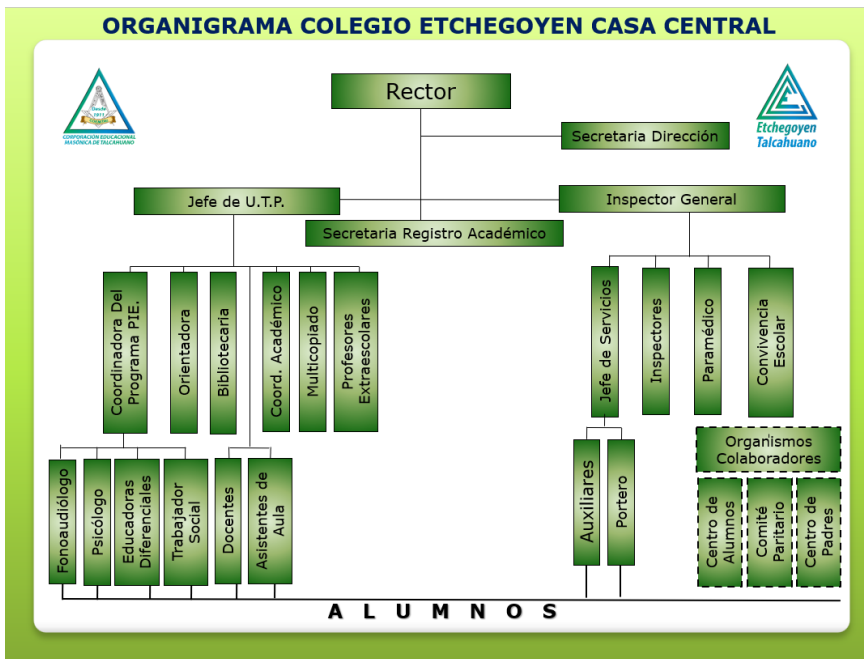 ORGANIGRAMA COLEGIO ETCHEGOYEN CASA CENTRAL
Rector
Desde
1811
CORPORACION EDUCACIONAL
MASÓNICA DE TALCAHUANO
Secretaria Dirección
Etchegoyen
Talcahuano
Jefe de U.T.P.
Inspector General
Secretaria Registro Académico
Coordinadora Del
Programa PIE.
Orientadora
Bibliotecaria
Coord. Académico
Multicopiado
Profesores
Extraescolares
Jefe de Servicios
Inspectores
Paramédico
Convivencia
Escolar
Organismos
Colaboradores
Fonoaudiólogo
Psicólogo
Educadoras
Diferenciales
Trabajador
Social
Docentes
Asistentes de
Aula
Auxiliares
Portero
Centro de
Alumnos
Comité
Paritario
Centro de
Padres
A L U M N O S